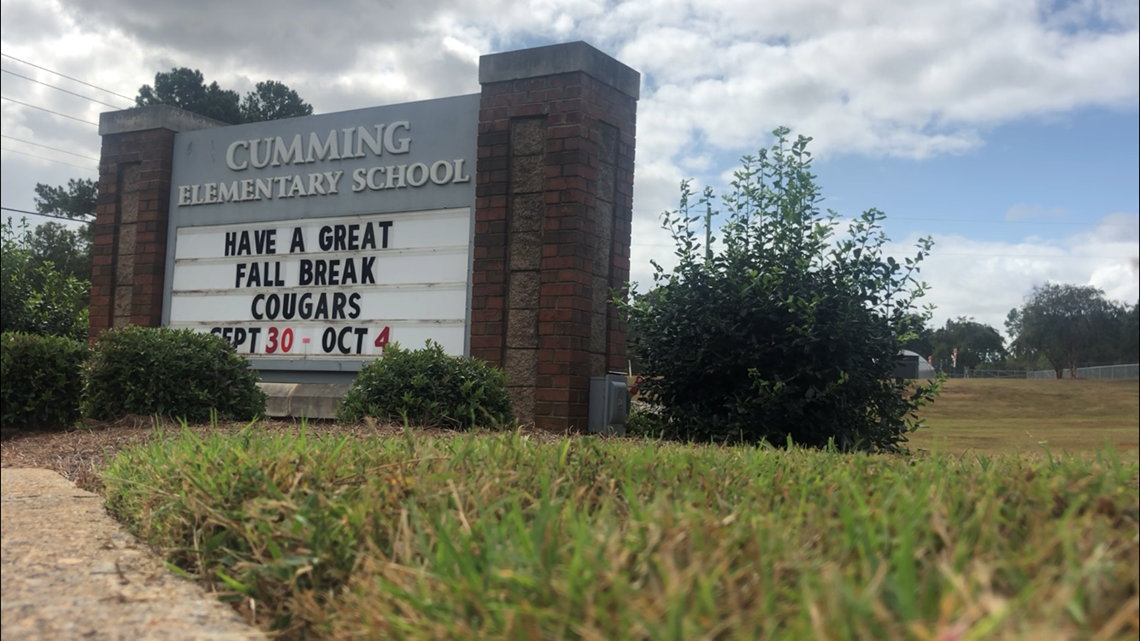 CUMMING
ELEMENTARY SCHOOL
HAVE A GREAT
FALL BREAK
COUGARS
SEPT 30 - OCT 4